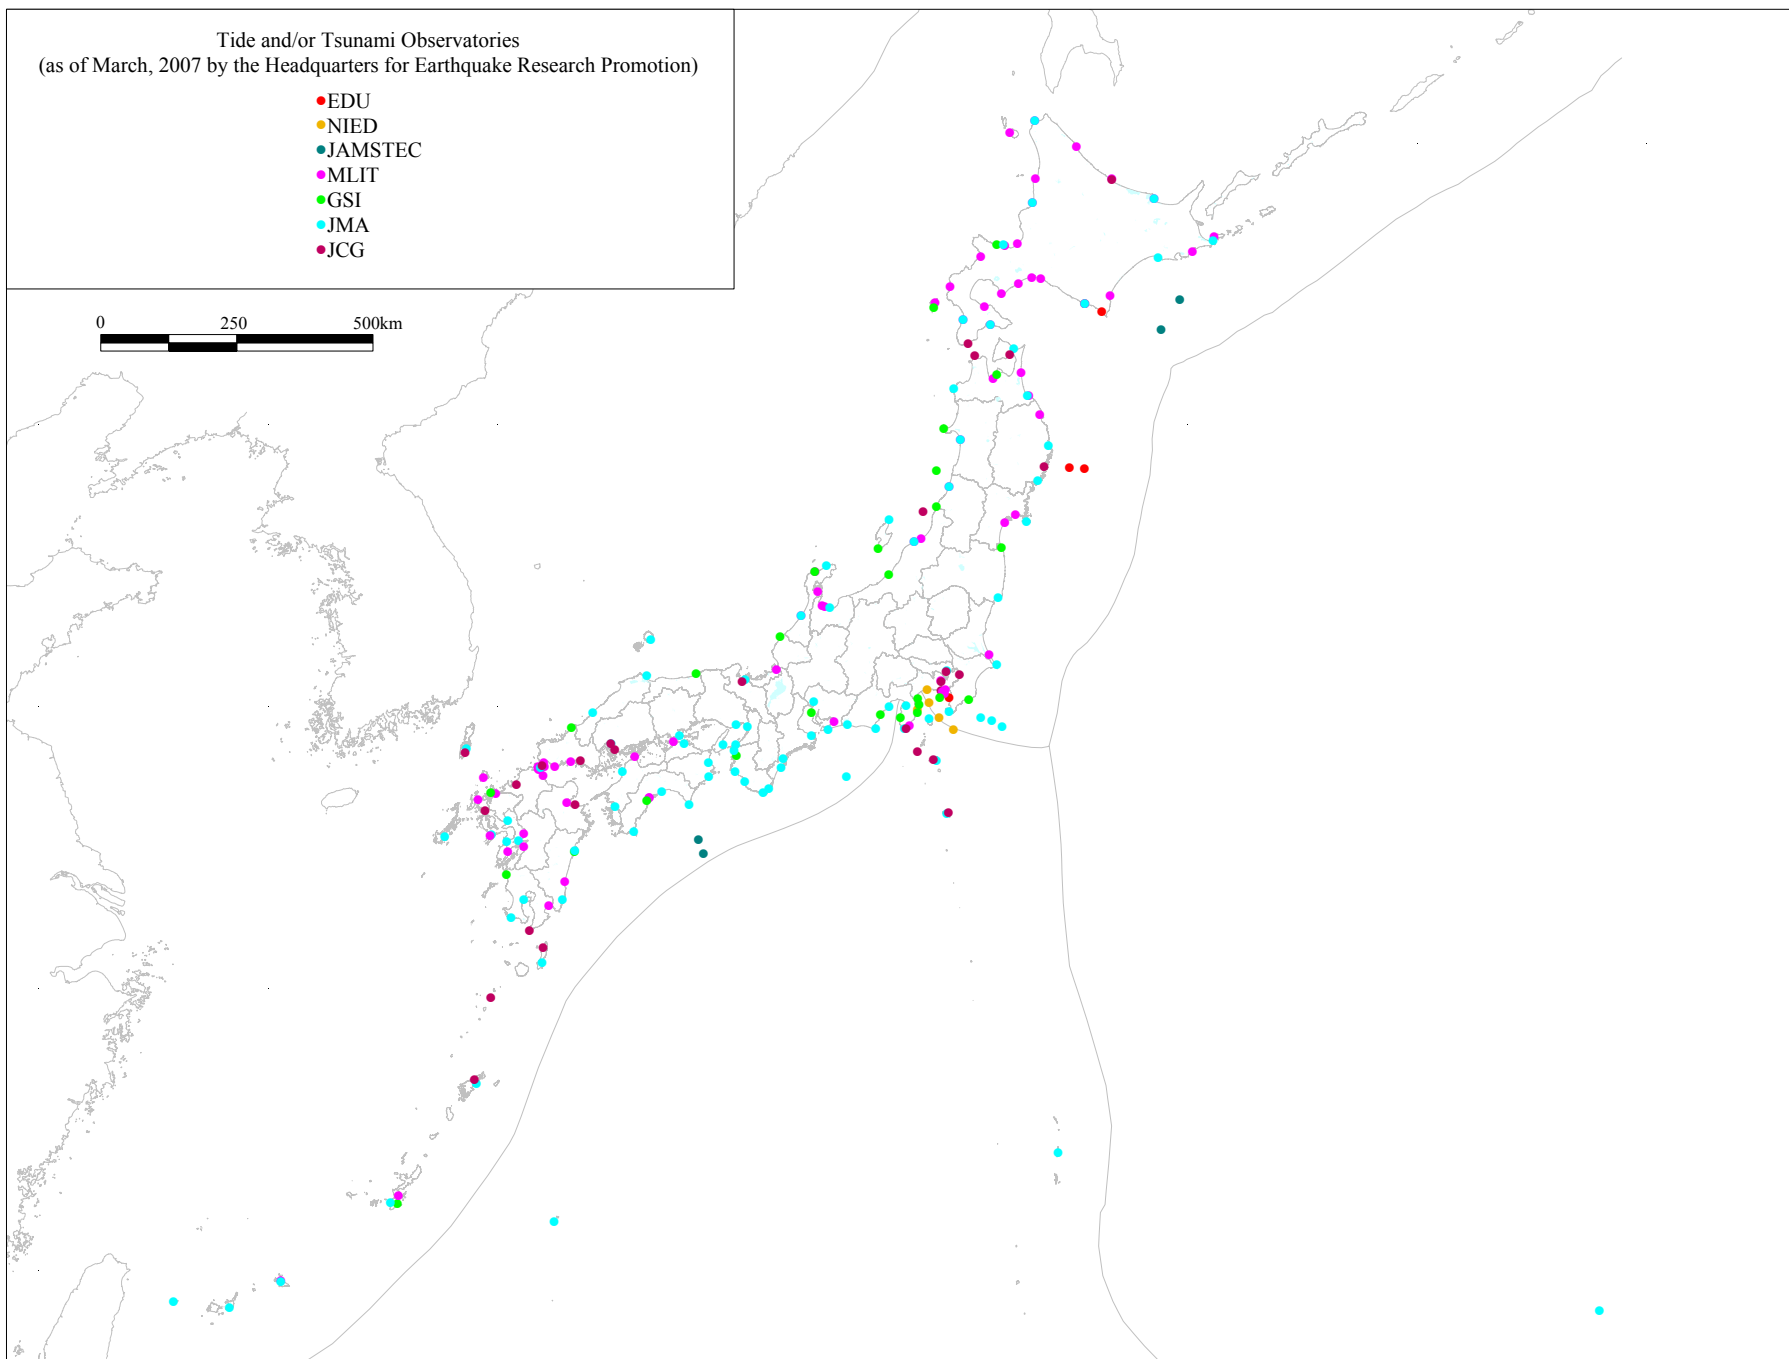 Tide and/or Tsunami Observatories
(as of March, 2007 by the Headquarters for Earthquake Research Promotion)
EDU
NIED
JAMSTEC
MLIT
GSI
JMA
JCG
0 250 500km